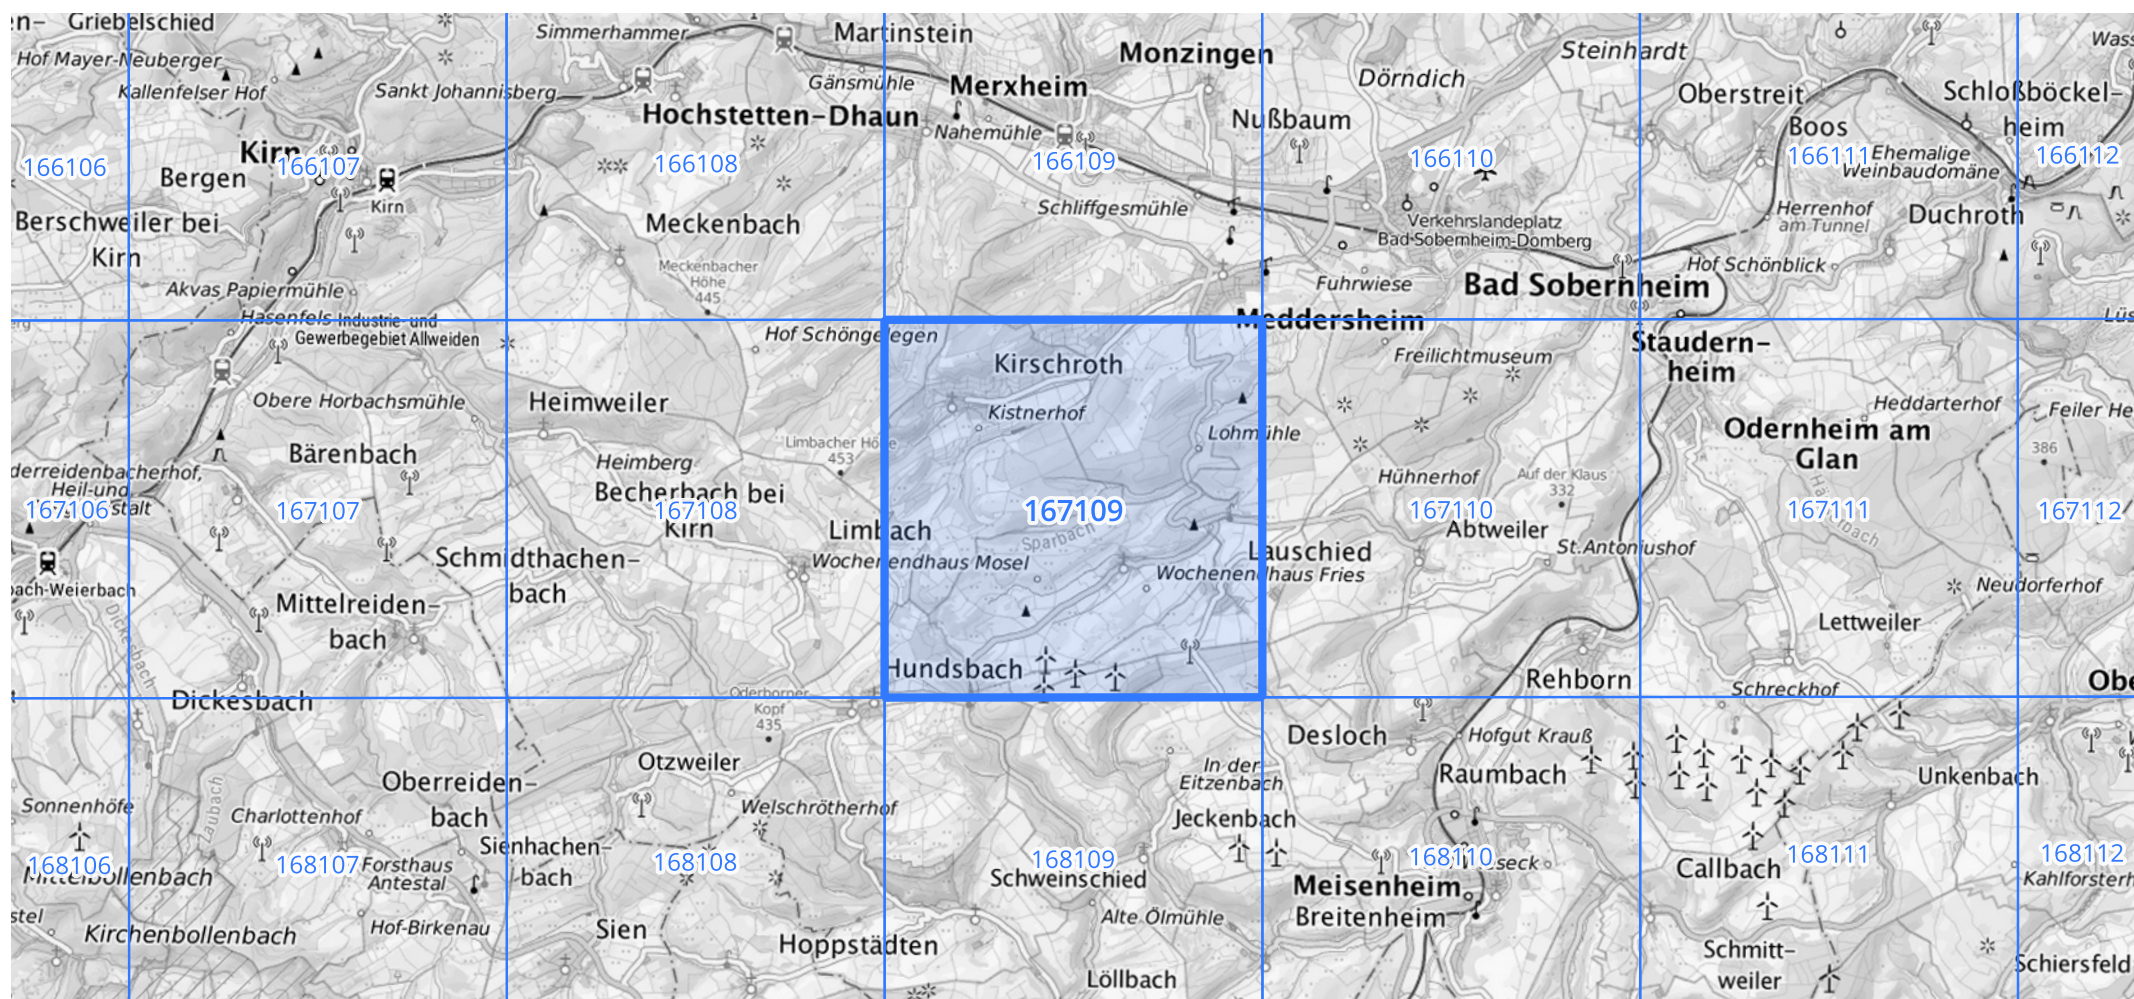 Griebelschied
Simmerhammer
Martinstein
Monzingen
Steinhardt
Hof Mayer-Neuberger
Kallenfelser Hof
Sankt Johannisberg
Gänsmühle
Merxheim
Dörndich
Oberstreit
Schloßböckel-
heim
Hochstetten-Dhaun
Nahemühle
Nußbaum
Boos
Kirn
Bergen
166106
166107
166108
166109
166110
166111
166112
Ehemalige
Weinbaudomäne
Kirn
Berschweiler bei
Kirn
Meckenbach
Schliffgesmühle
Verkehrslandeplatz
Bad-Sobernheim-Domberg
Herrenhof
am Tunnel
Duchroth
Meckenbacher
Höhe
445
Akvas Papiermühle
Fuhrwiese
Bad Sobernheim
Hof Schönblick
Hasenfels
Industrie-und
Gewerbegebiet Allweiden
Hof Schöngelegen
Meddersheim
Staudern-
heim
Kirschroth
Freilichtmuseum
Obere Horbachsmühle
Heimweiler
Kistnerhof
Heddarterhof
Lohmühle
Odernheim am
Glan
Bärenbach
Limbacher Höhe
453
386
Heimberg
Becherbach bei
Kirn
Hühnerhof
Auf der Klaus
332
derreidenbacherhof,
Heil-und
167106
167107
167108
167109
167110
167111
167112
Limbach
Sparbach
Abtweiler
Schmidthachen-
bach
Wochenendhaus Mosel
Lauschied
Wochenendhaus Fries
St.Antoniushof
bach-Weierbach
Dickesbach
Mittelreiden-
bach
Neudorferhof
Lettweiler
Hundsbach
Rehborn
Schreckhof
Dickesbach
Oderborner
Kopf
435
Desloch
Hofgut Krauß
Otzweiler
In der
Eitzenbach
Raumbach
Unkenbach
Oberreiden-
bach
Sonnenhöfe
Laubach
Charlottenhof
Welschrötherhof
Jeckenbach
Sienhachen-
bach
168106
168107
168108
168109
168110
168111
168112
Mittelbollenbach
Forsthaus
Antestal
Schweinschied
Callbach
Meisenheim
Breitenheim
Hof-Birkenau
Alte Ölmühle
Kirchenbollenbach
Sien
Hoppstädten
Löllbach
Schmitt-
weiler
Schiersfeld